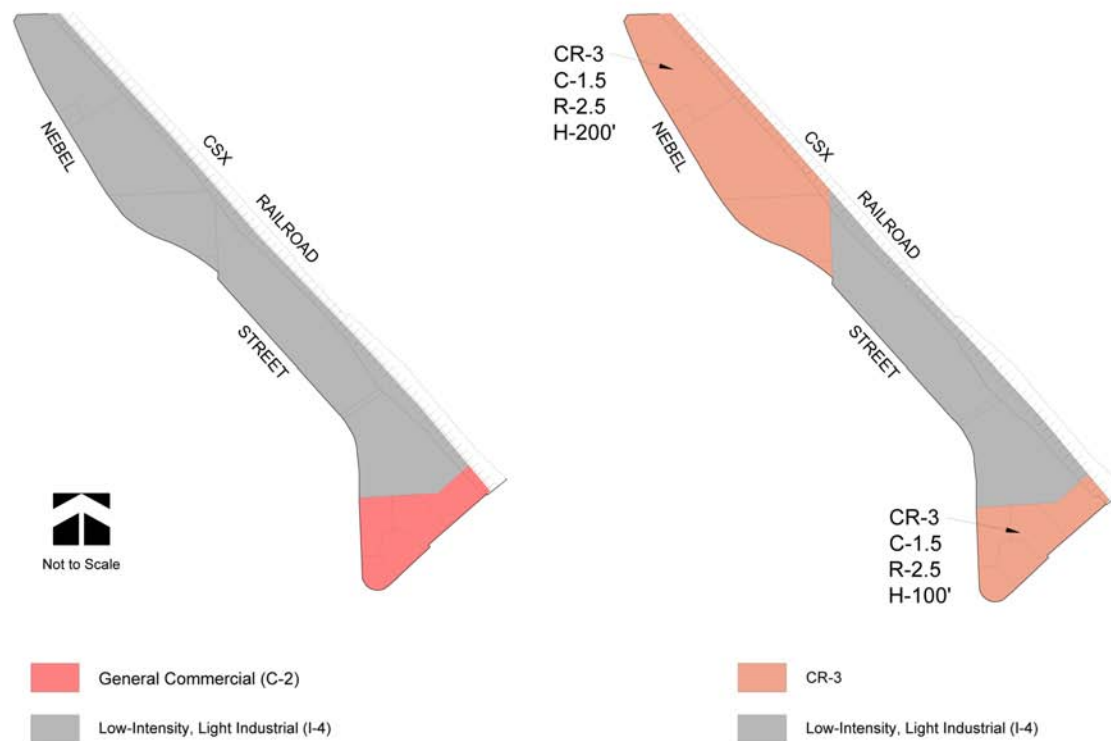 NEBEL
CSX
RAILROAD
STREET
Not to Scale
General Commercial (C-2)
Low-Intensity, Light Industrial (I-4)
CR-3
C-1.5
R-2.5
H-200'
NEBEL
CSX
RAILROAD
STREET
CR-3
C-1.5
R-2.5
H-100'
CR-3
Low-Intensity, Light Industrial (I-4)